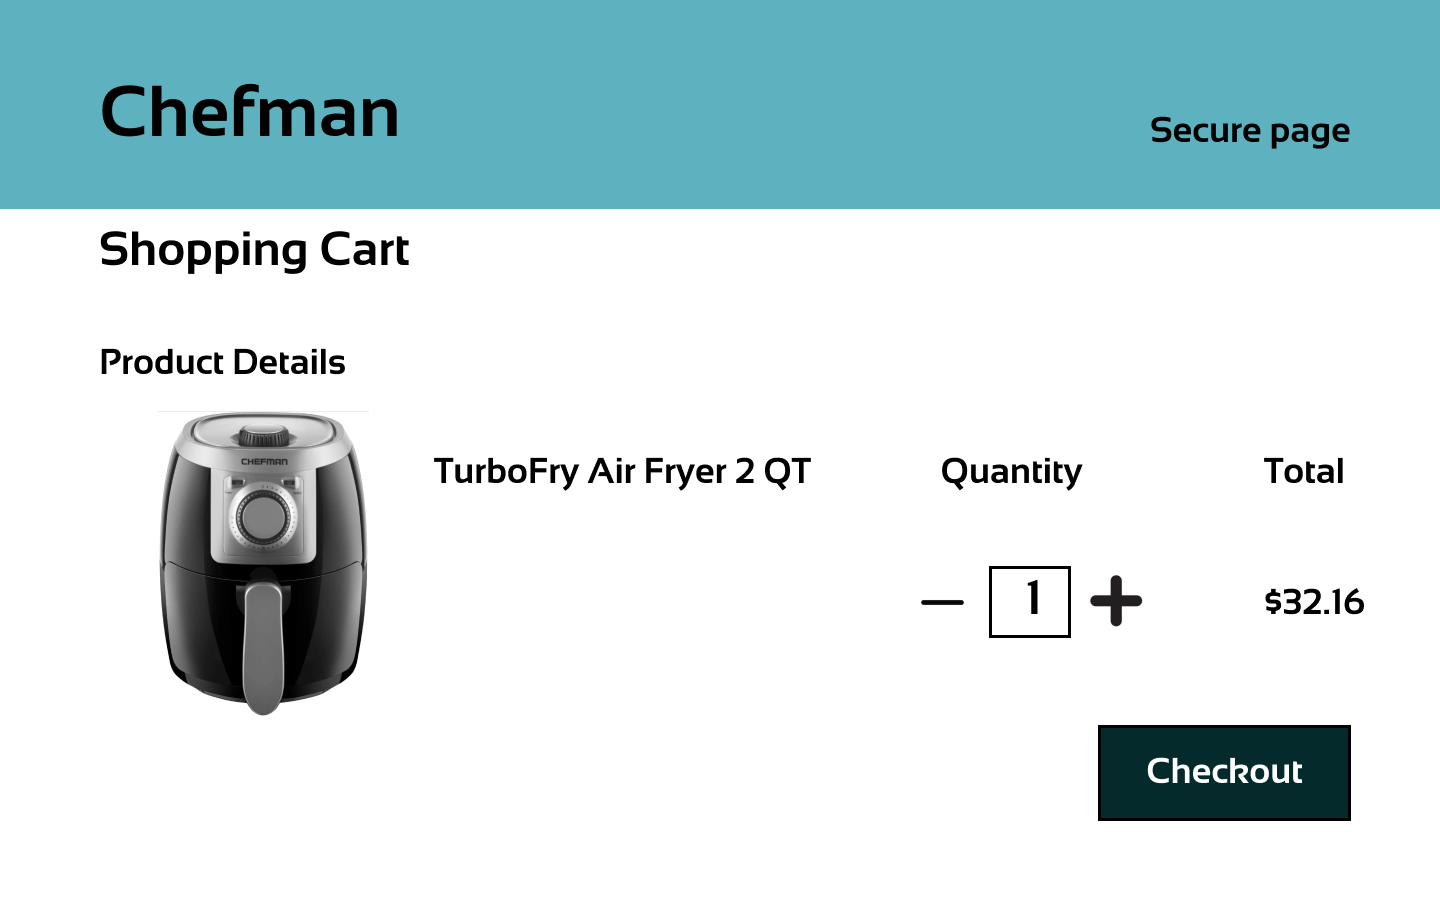 Chefman
Secure page
Shopping Cart
Product Details
CHEFMAN
TurboFry Air Fryer 2 QT
Quantity
Total
1
$32.16
Checkout